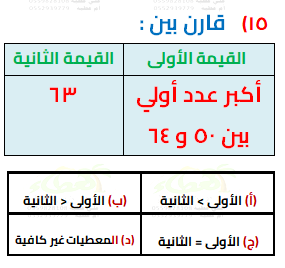 ١٥) قارن بين :
القيمة الأولى
القيمة الثانية
أكبر عدد أولي
بين ٥٠ و ٦٤
٦٣
(أ) الأولى > الثانية
(ب) الأولى < الثانية
(ج) الأولى = الثانية
(د) المعطيات غير كافية